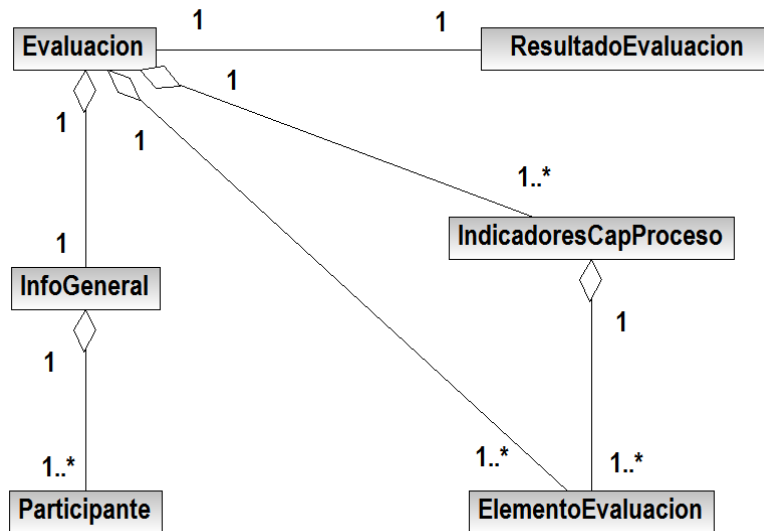 1
1
Evaluacion
ResultadoEvaluacion
1
1
1
1..*
IndicadoresCapProceso
1
InfoGeneral
1
1
1..*
1..*
1..*
Participante
ElementoEvaluacion